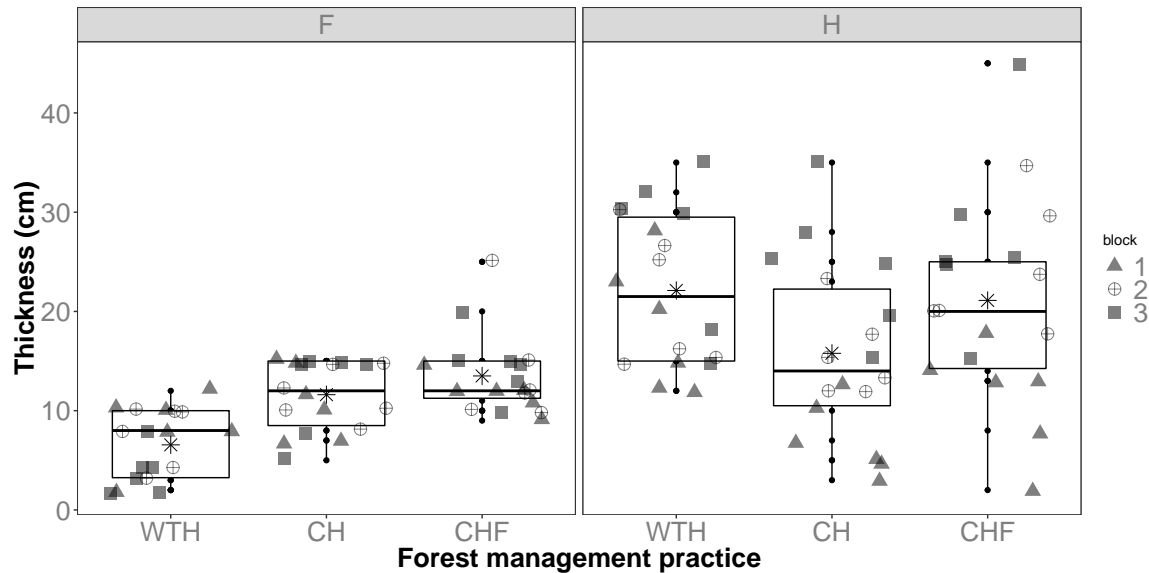 F
H
Thickness (cm)
40
30
20
10
0
WTH
CH
CHF
WTH
CH
CHF
Forest management practice
block
1
2
3